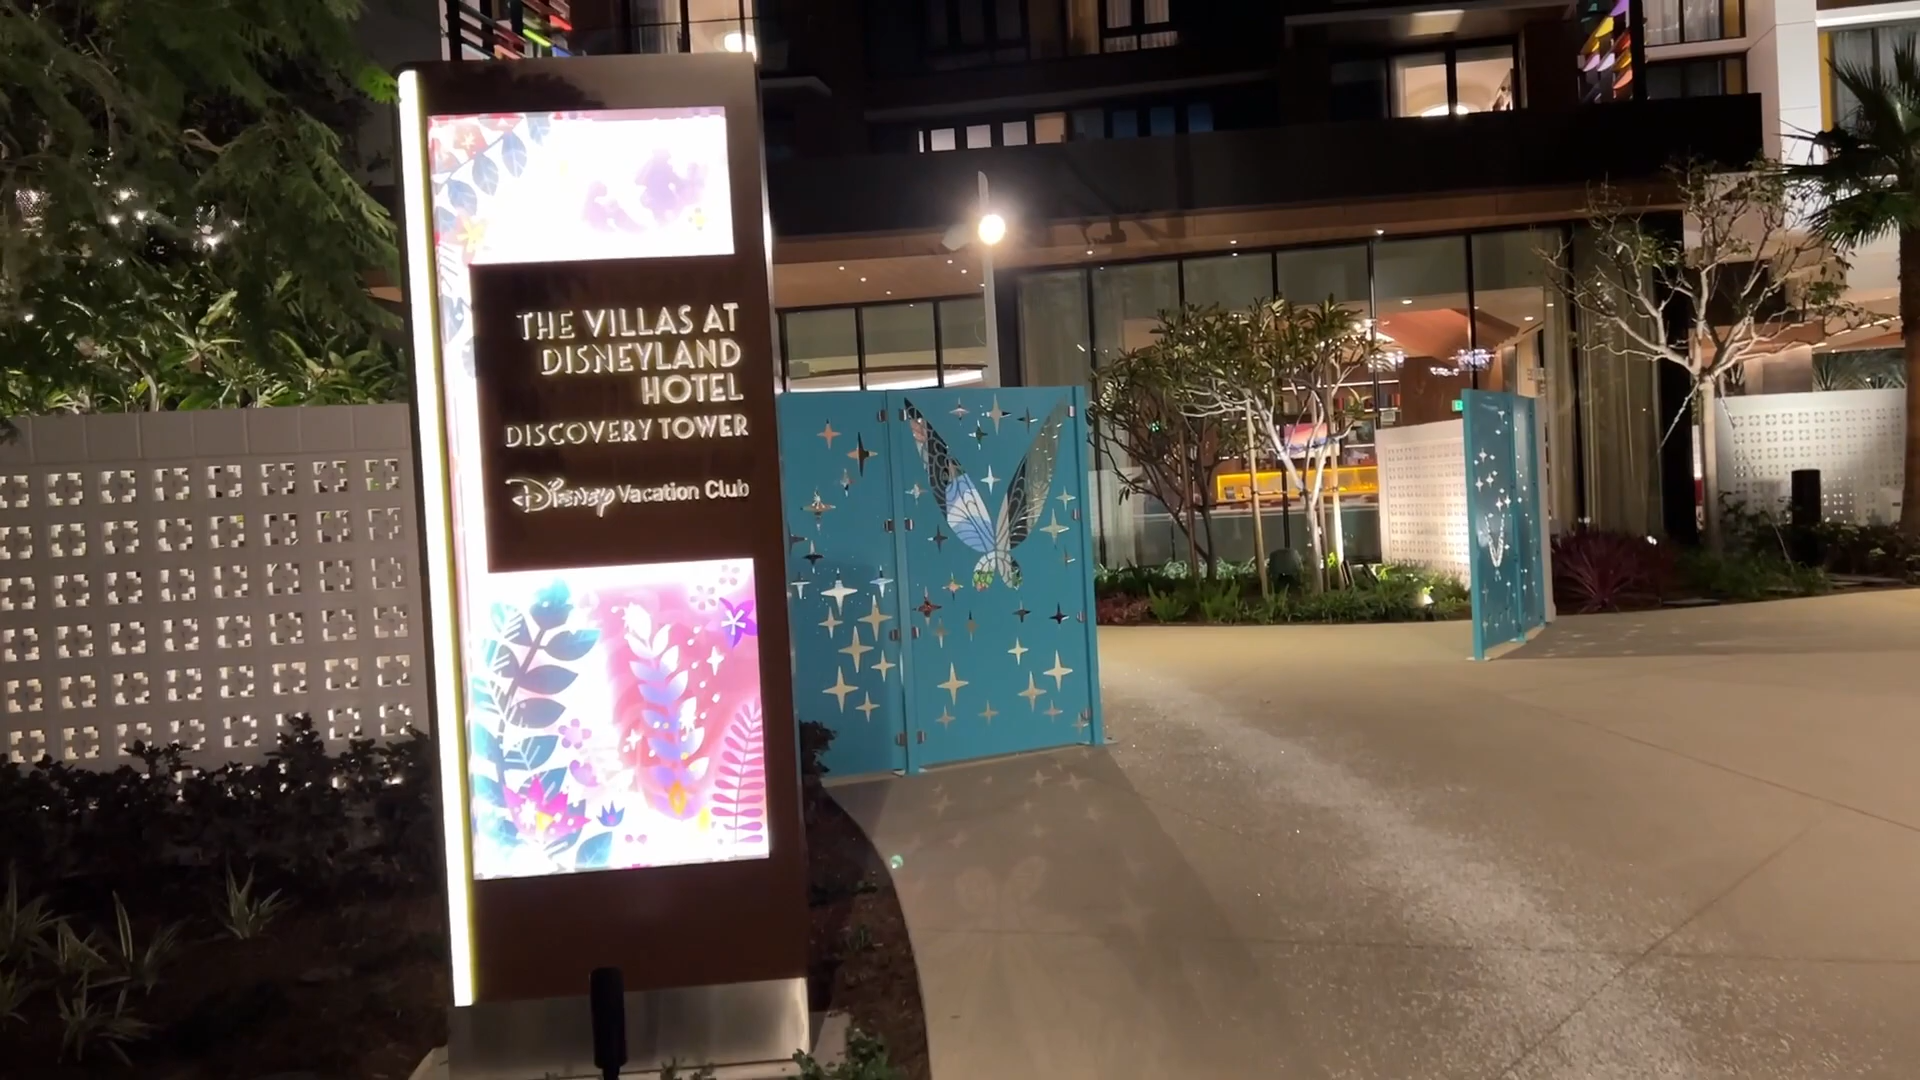 THE VILLAS AT
DISNEYLAND
HOTEL
DISCOVERY TOWER
Disney Vacation Club